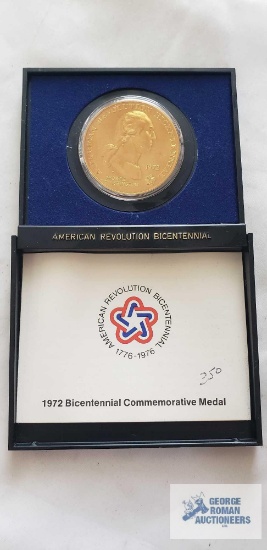 AMERICAN REVOLUTION BICENTENNIAL
AMERICAN REVOLUTION BICENTENNIAL
1776-1976
350
1972 Bicentennial Commemorative Medal
GEORGE
ROMAN
AUCTIONEERS